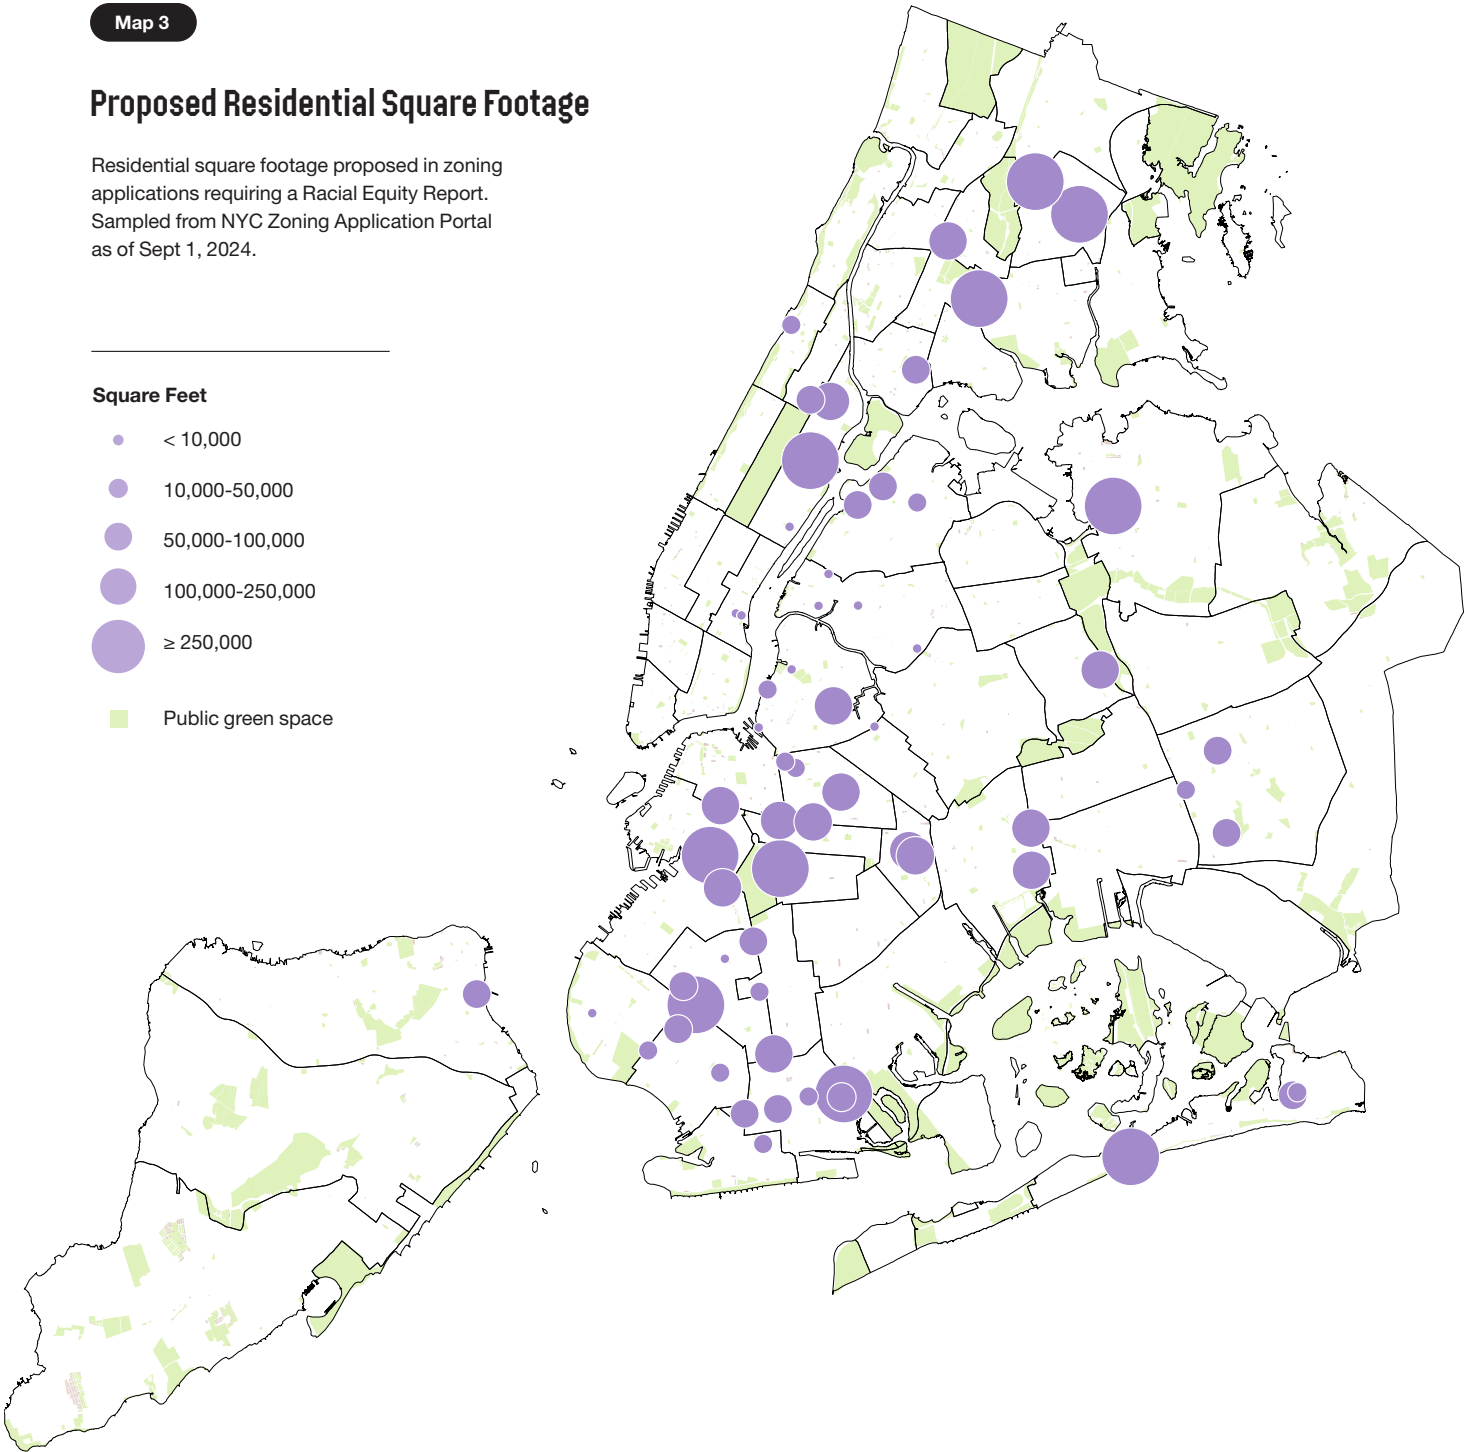 Map 3
Proposed Residential Square Footage
Residential square footage proposed in zoning
applications requiring a Racial Equity Report.
Sampled from NYC Zoning Application Portal
as of Sept 1, 2024.
Square Feet
< 10,000
10,000-50,000
50,000-100,000
100,000-250,000
≥ 250,000
Public green space